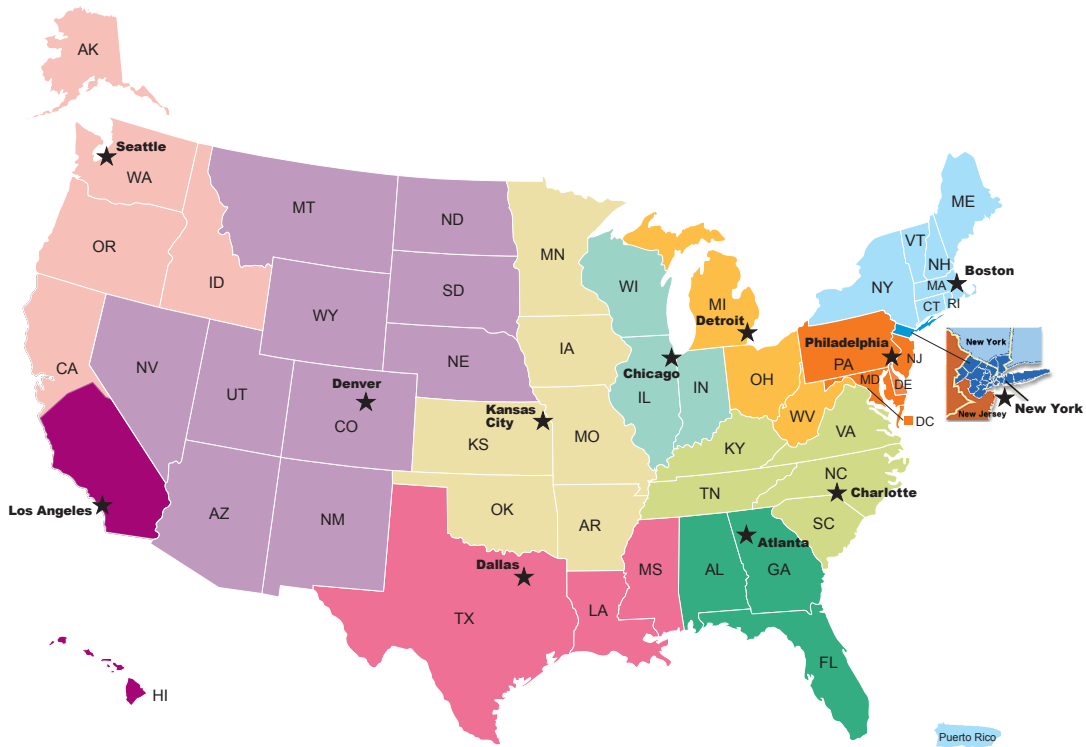 AK
Seattle
WA
OR
ID
MT
ND
SD
WY
NE
NV
UT
CA
Denver
CO
AZ
NM
Los Angeles
HI
MN
IA
Kansas
City
KS
MO
OK
AR
WI
Chicago
IL
IN
MI
Detroit
OH
WV
KY
TN
VA
NC
Charlotte
SC
Dallas
TX
LA
MS
AL
Atlanta
GA
FL
ME
VT
NH
Boston
NY
MA
CT
RI
Philadelphia
PA
NJ
MD
DE
DC
New York
New Jersey
New York
Puerto Rico